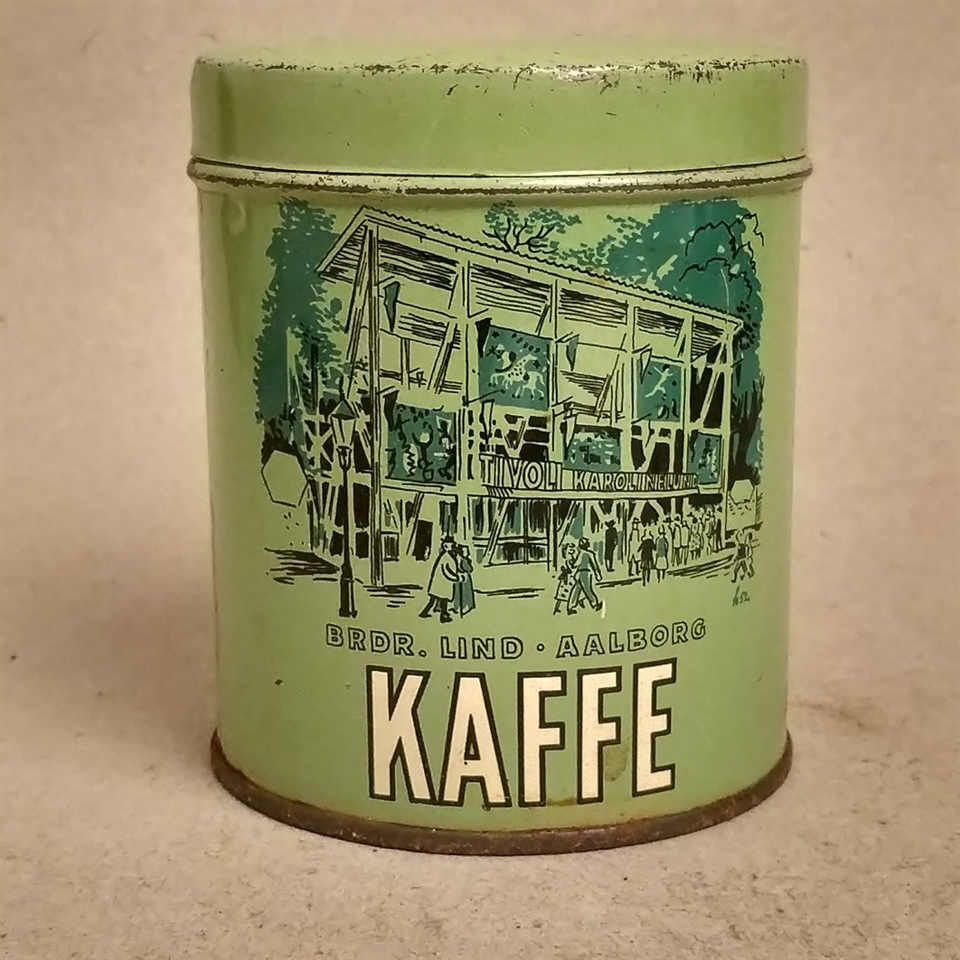 TIVOLI KAROLINELUND
BRDR. LIND · AALBORG
KAFFE